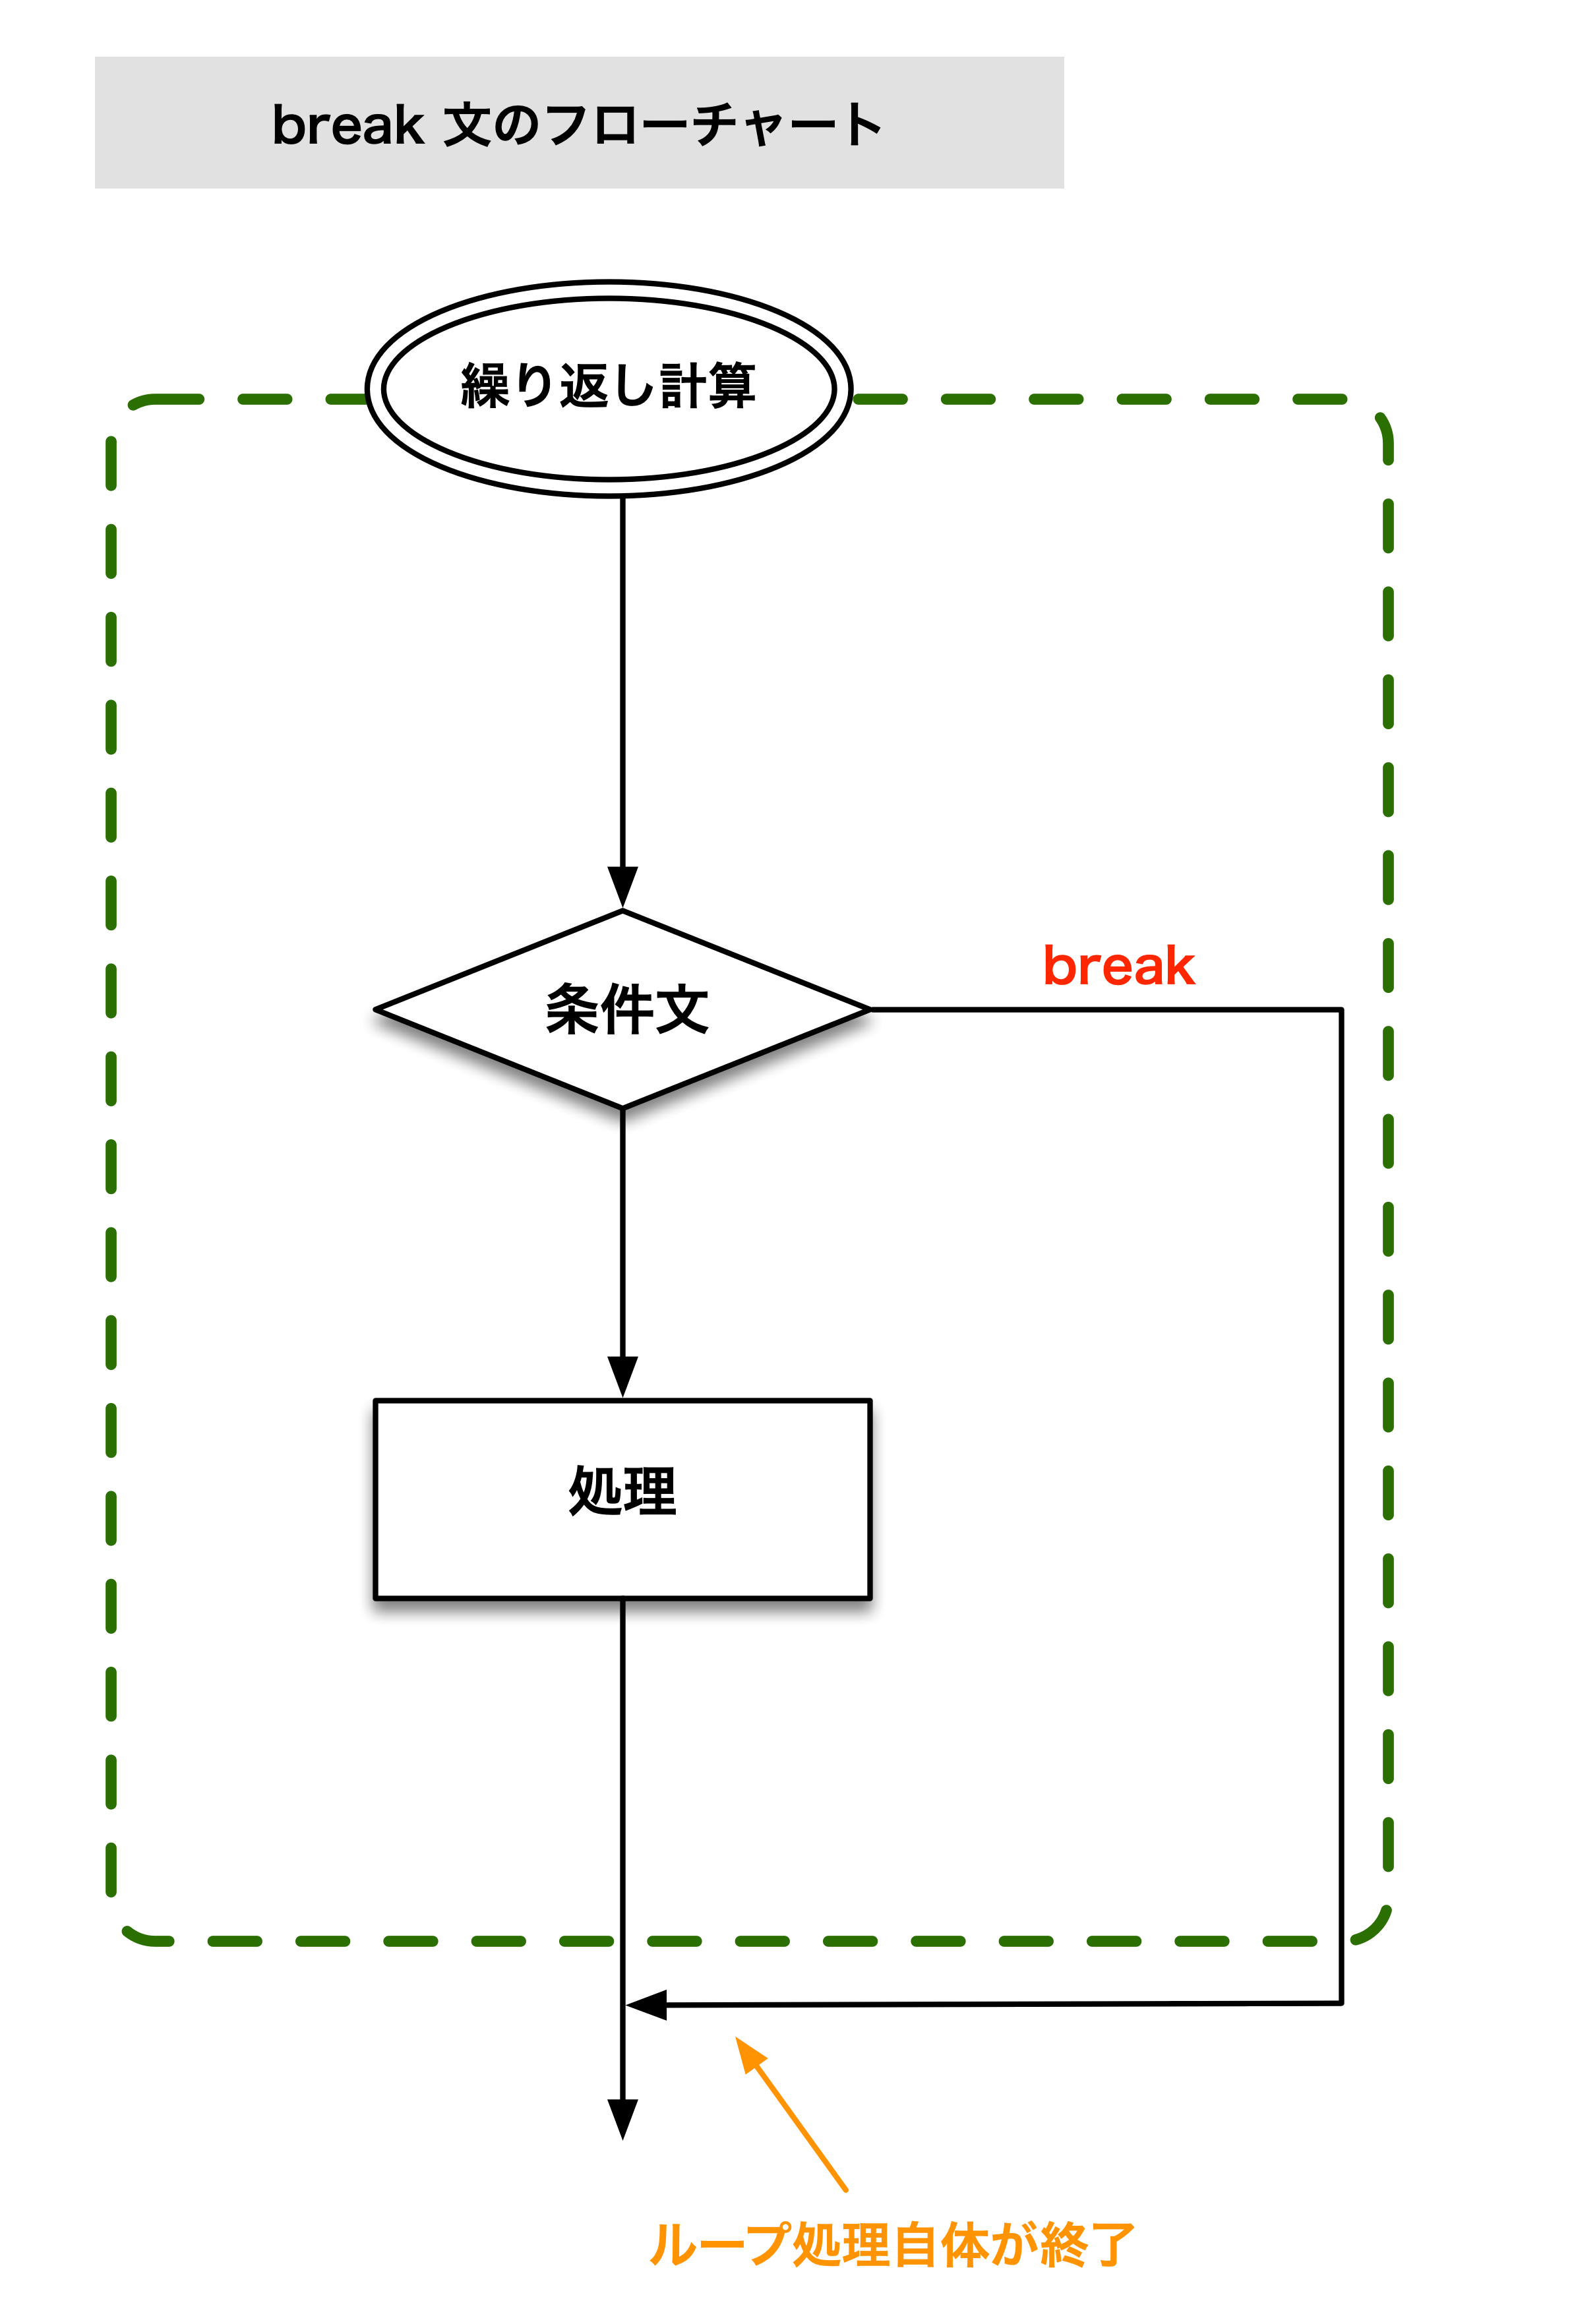 break 文のフローチャート
繰り返し計算
break
条件文
処理
ループ処理自体が終了